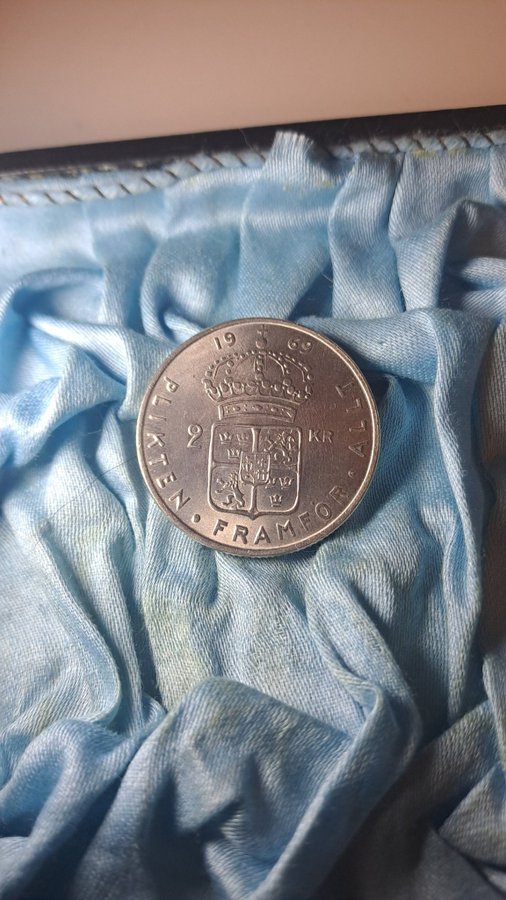 19 69
2 KR
PLIKTEN • FRAMFÖR • ALLT